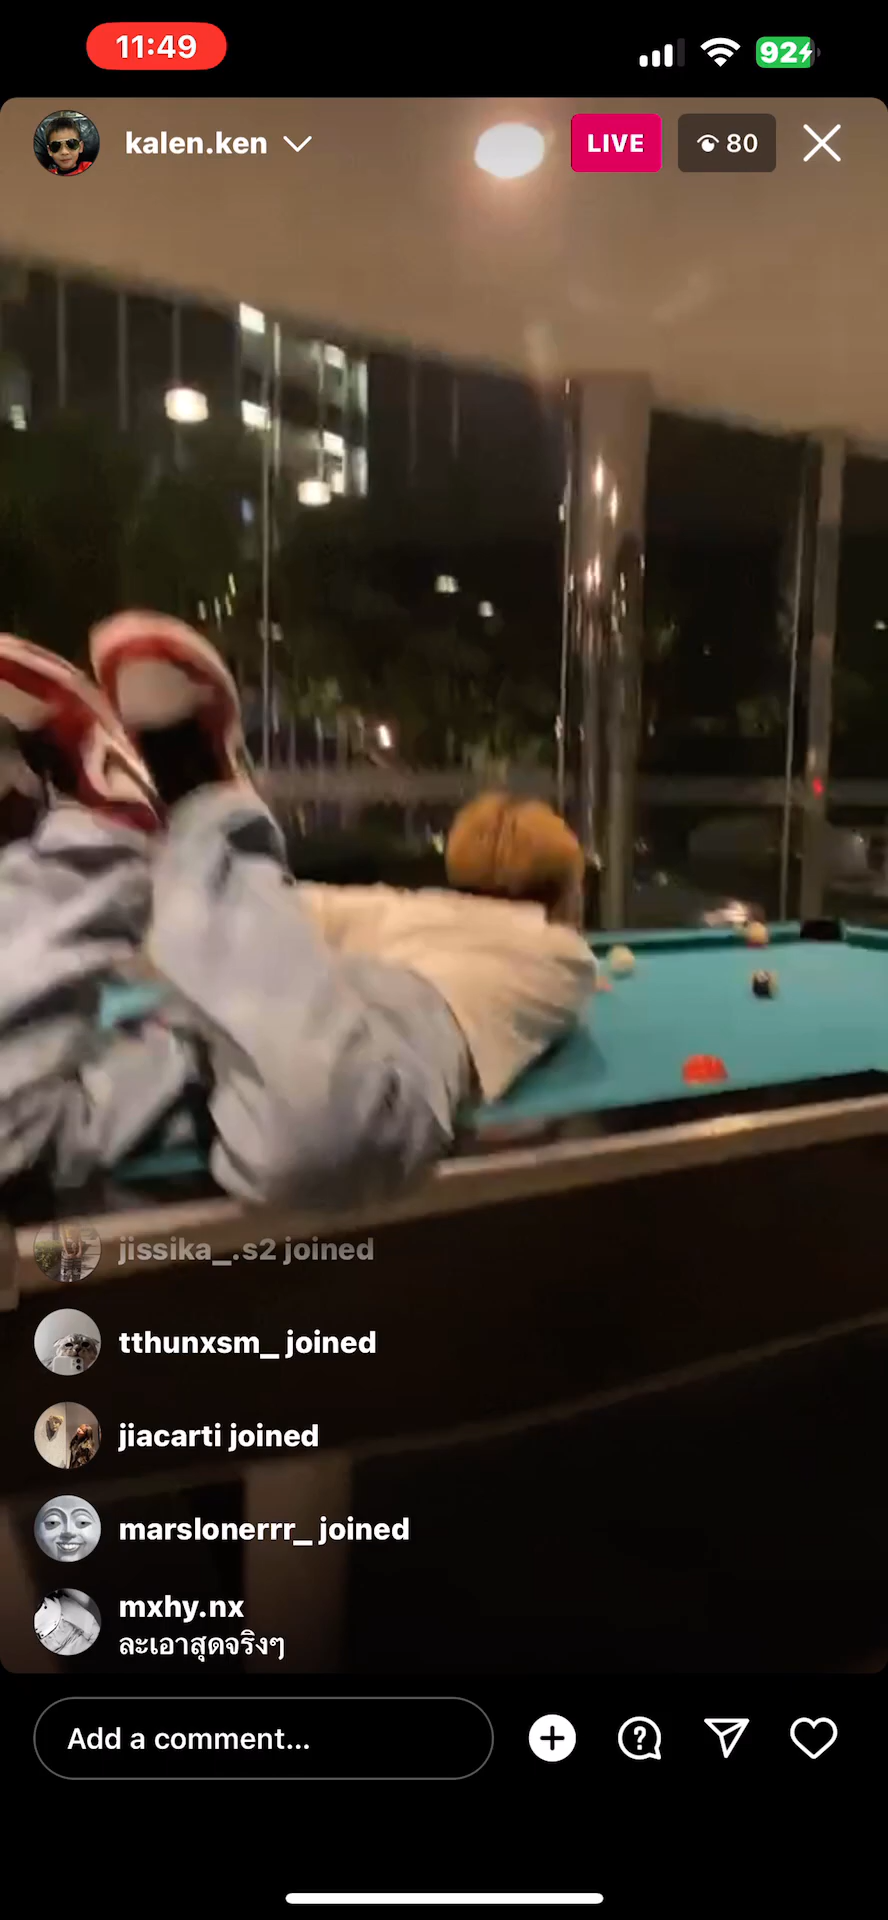 11:49
92
kalen.ken
LIVE
80
jissika_.s2 joined
tthunxsm_ joined
jiacarti joined
marslonerrr_ joined
mxhy.nx
ละเอาสุดจริงๆ
Add a comment...